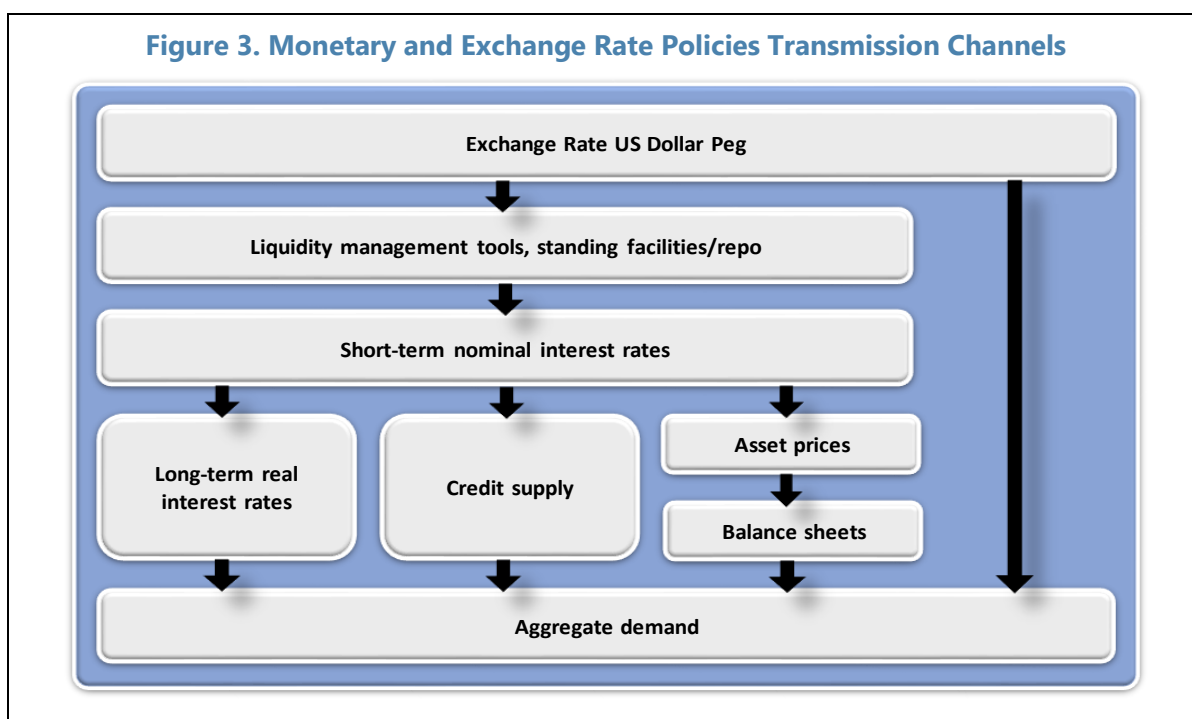 Figure 3. Monetary and Exchange Rate Policies Transmission Channels
Exchange Rate US Dollar Peg
Liquidity management tools, standing facilities/repo
Short-term nominal interest rates
Long-term real
interest rates
Credit supply
Asset prices
Balance sheets
Aggregate demand